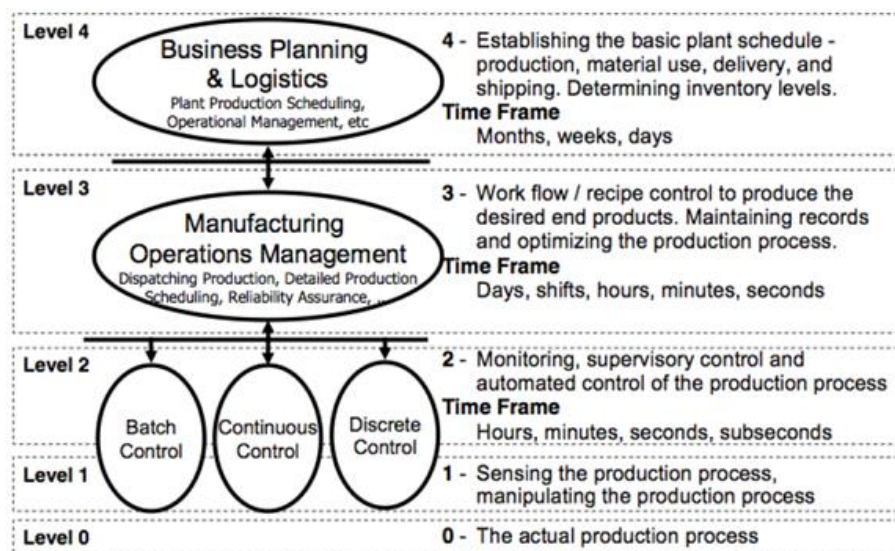 Level 4
Business Planning
& Logistics
Plant Production Scheduling,
Operational Management, etc
4 - Establishing the basic plant schedule -
production, material use, delivery, and
shipping. Determining inventory levels.
Time Frame
Months, weeks, days
Level 3
Manufacturing
Operations Management
Dispatching Production, Detailed Production
Scheduling, Reliability Assurance, ...
3 - Work flow / recipe control to produce the
desired end products. Maintaining records
and optimizing the production process.
Time Frame
Days, shifts, hours, minutes, seconds
Level 2
Batch
Control
Continuous
Control
Discrete
Control
2 - Monitoring, supervisory control and
automated control of the production process
Time Frame
Hours, minutes, seconds, subseconds
Level 1
1 - Sensing the production process,
manipulating the production process
Level 0
0 - The actual production process